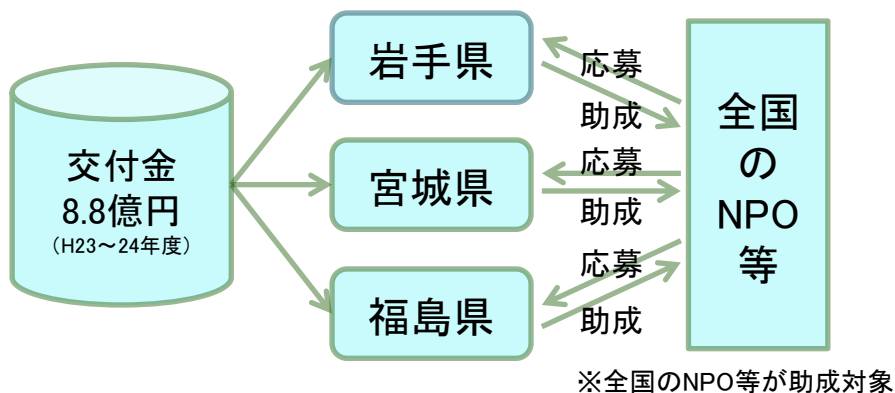 交付金
8.8億円
（H23～24年度）
岩手県
宮城県
福島県
応募
助成
応募
助成
応募
助成
全国
の
NPO
等
※全国のNPO等が助成対象